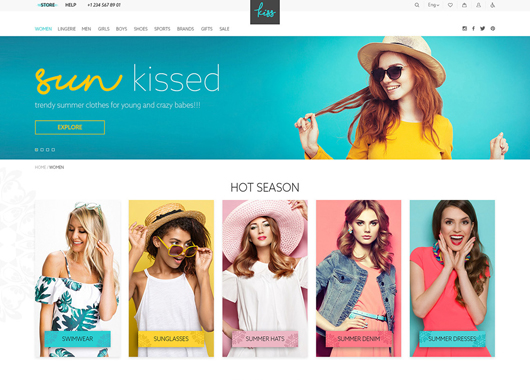 STORE HELP +1 234 567 89 01
kiss
Eng
WOMEN LINGERIE MEN GIRLS BOYS SHOES SPORTS BRANDS GIFTS SALE
sun kissed
trendy summer clothes for young and crazy babes!!!
EXPLORE
HOME / WOMEN
HOT SEASON
SWIMWEAR
SUNGLASSES
SUMMER HATS
SUMMER DENIM
SUMMER DRESSES